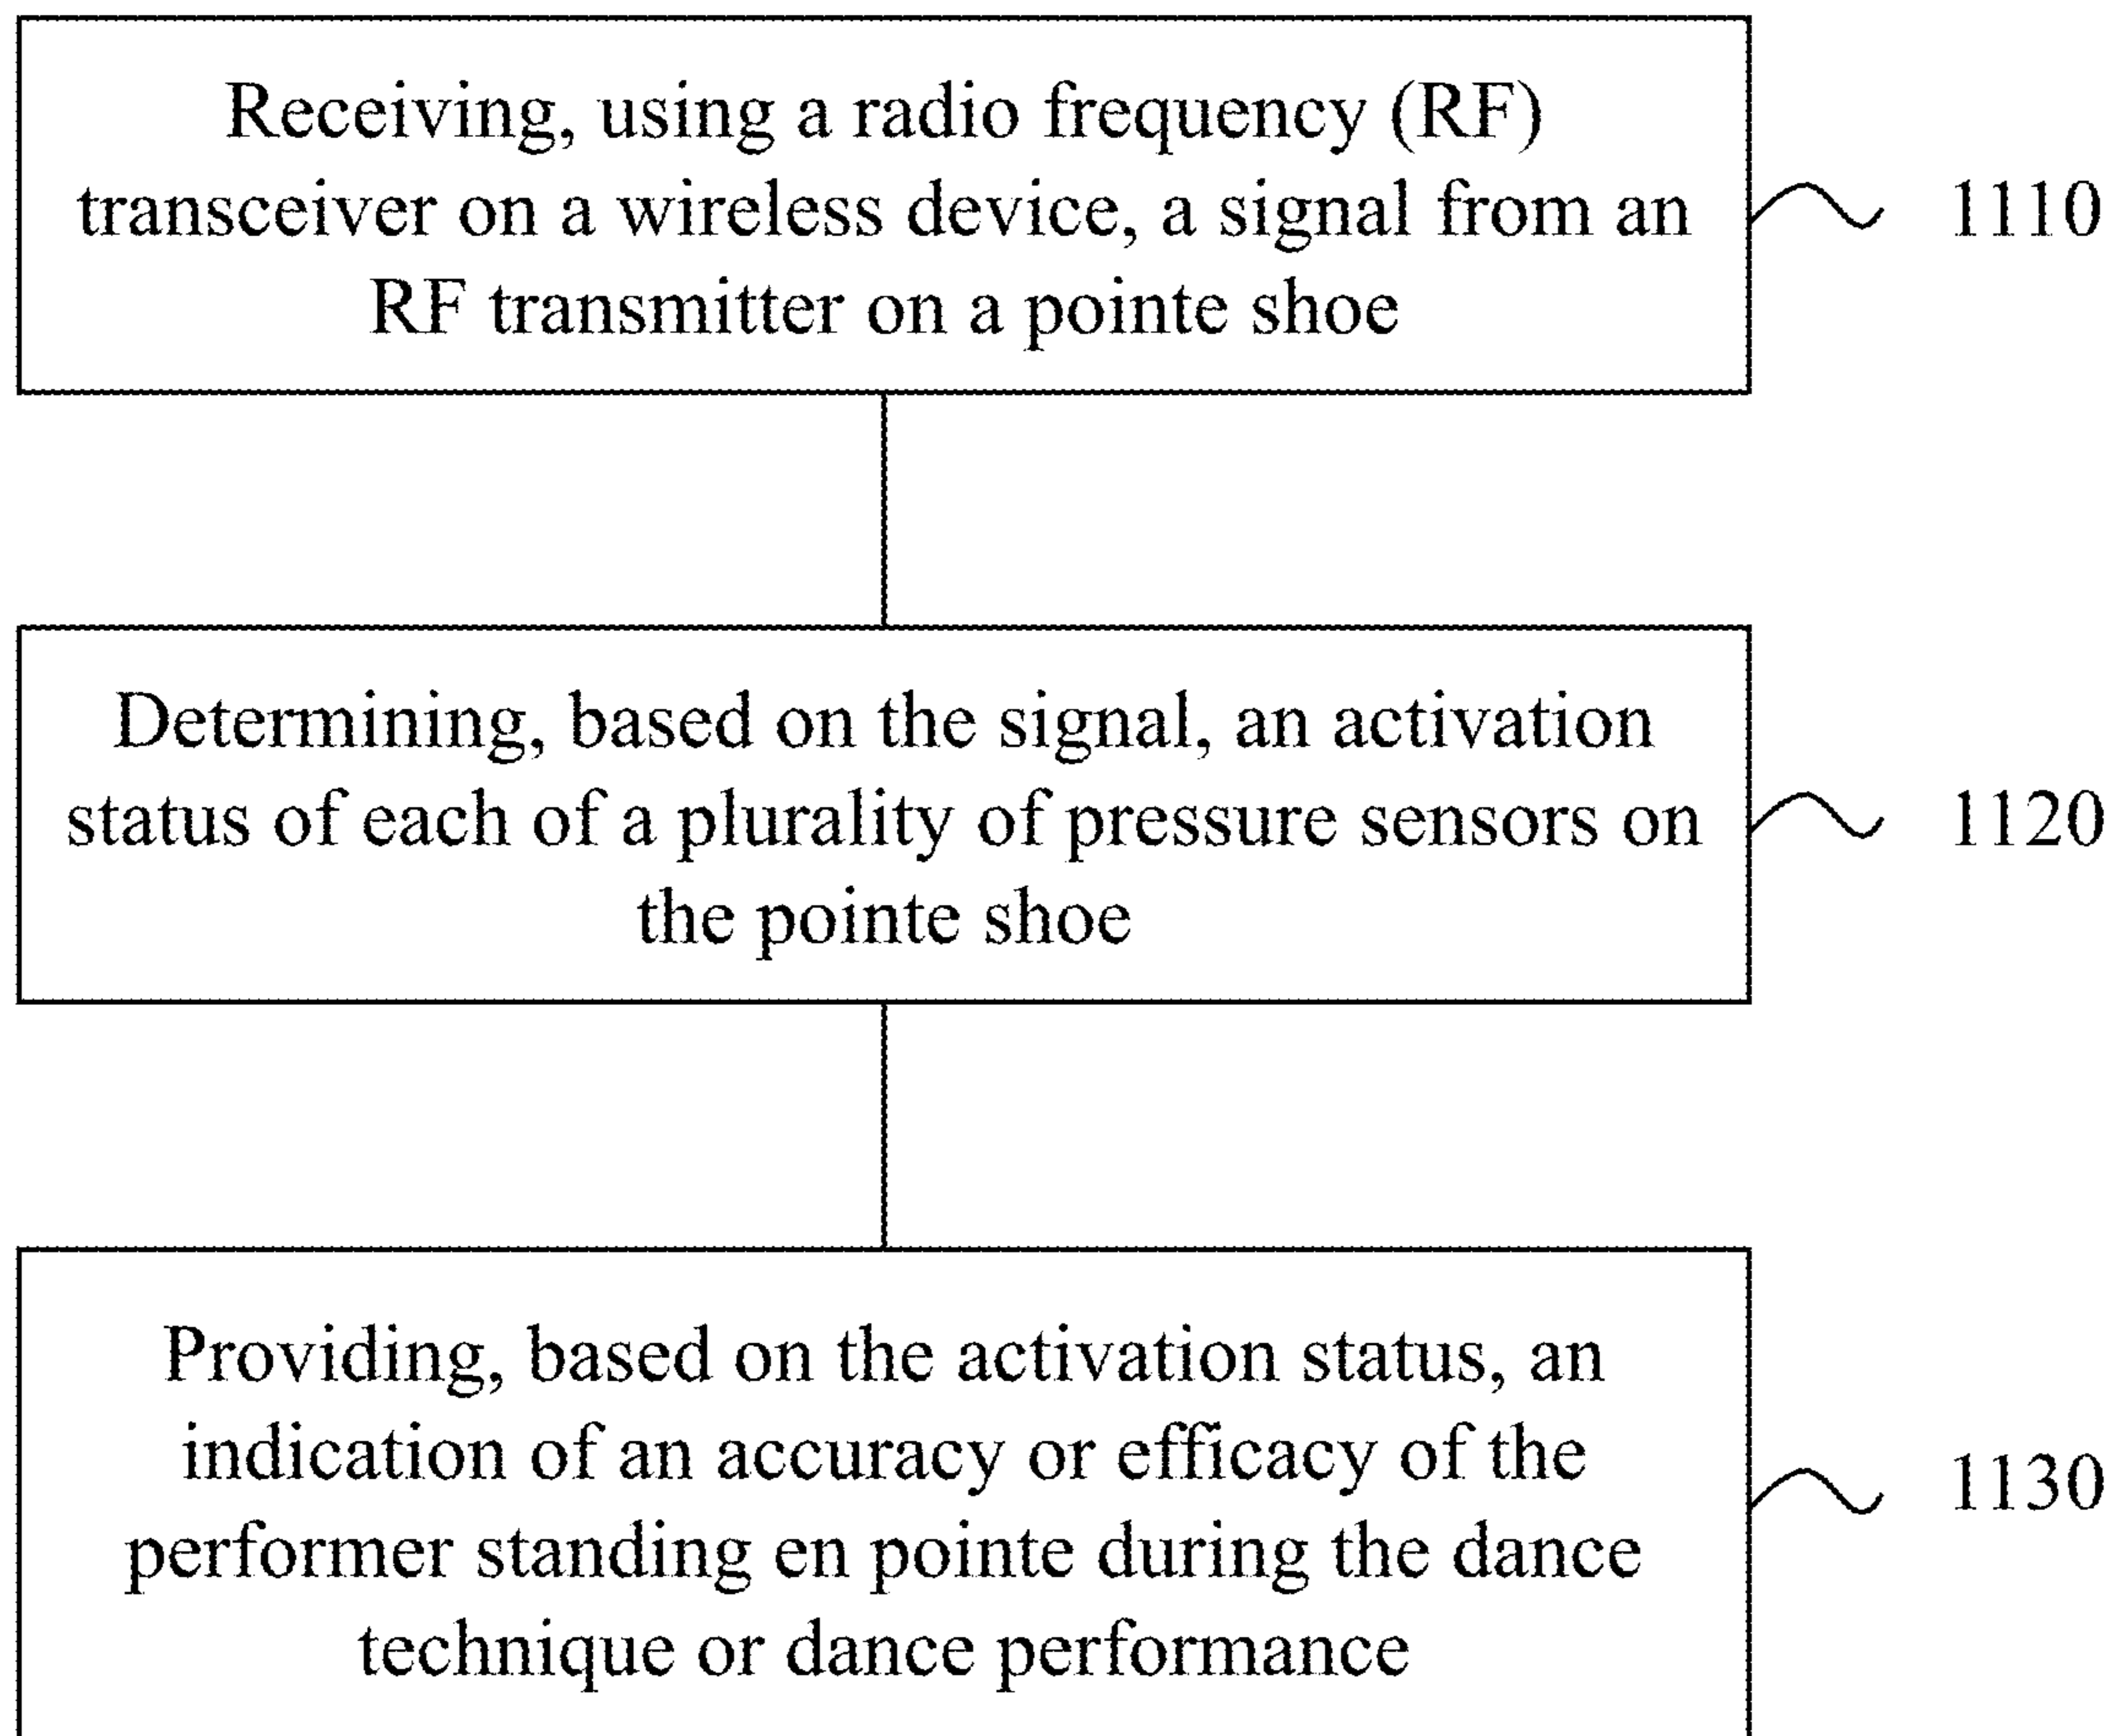 Receiving, using a radio frequency (RF)
transceiver on a wireless device, a signal from an
RF transmitter on a pointe shoe
1110
Determining, based on the signal, an activation
status of each of a plurality of pressure sensors on
the pointe shoe
1120
Providing, based on the activation status, an
indication of an accuracy or efficacy of the
performer standing en pointe during the dance
technique or dance performance
1130